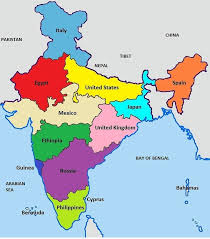 Italy
CHINA
PAKISTAN
TIBET
NEPAL
Egypt
United States
Spain
Japan
Mexico
United Kingdom
Ethiopia
Guinea
BAY OF BENGAL
Russia
ARABIAN
SEA
Bahamas
Cyprus
Bermuda
Philippines